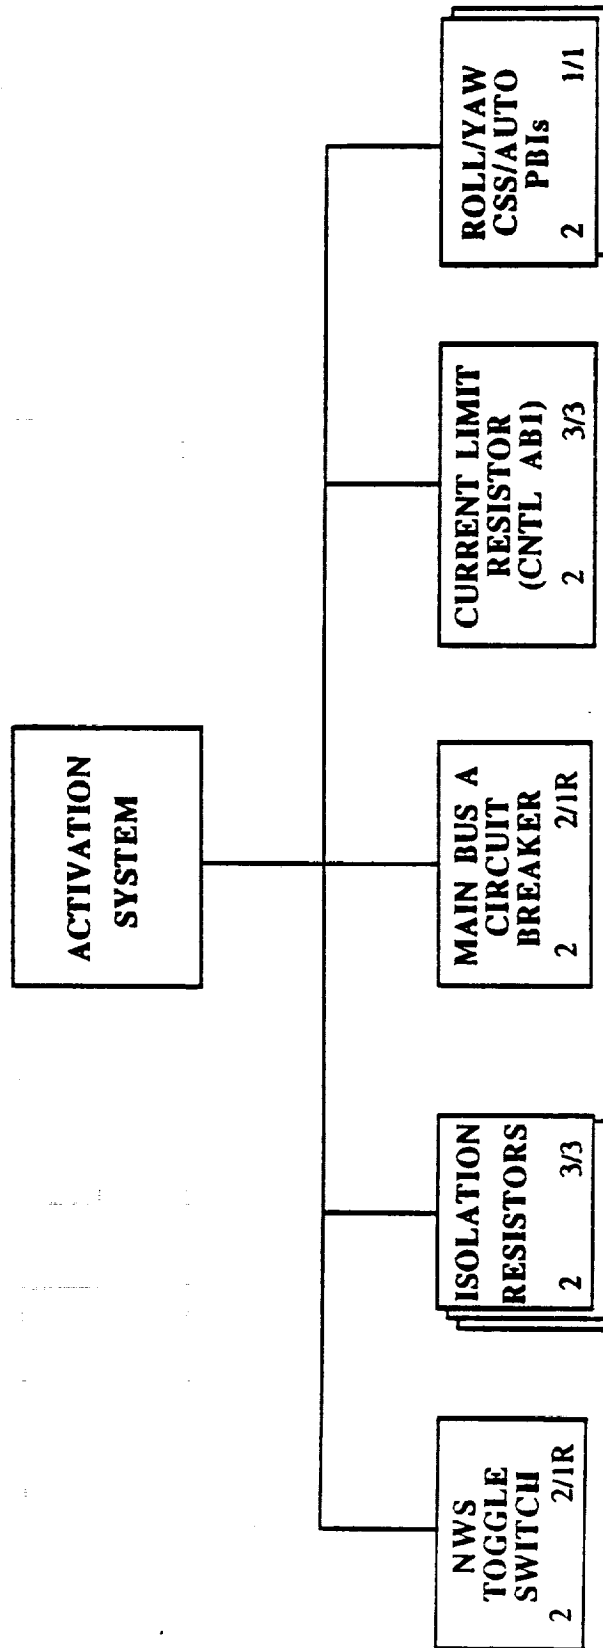 ACTIVATION
SYSTEM
NWS
TOGGLE
SWITCH
2 2/1R
ISOLATION
RESISTORS
2 3/3
MAIN BUS A
CIRCUIT
BREAKER
2 2/1R
CURRENT LIMIT
RESISTOR
(CNTL AB1)
2 3/3
ROLL/YAW
CSS/AUTO
PBIs
2 1/1